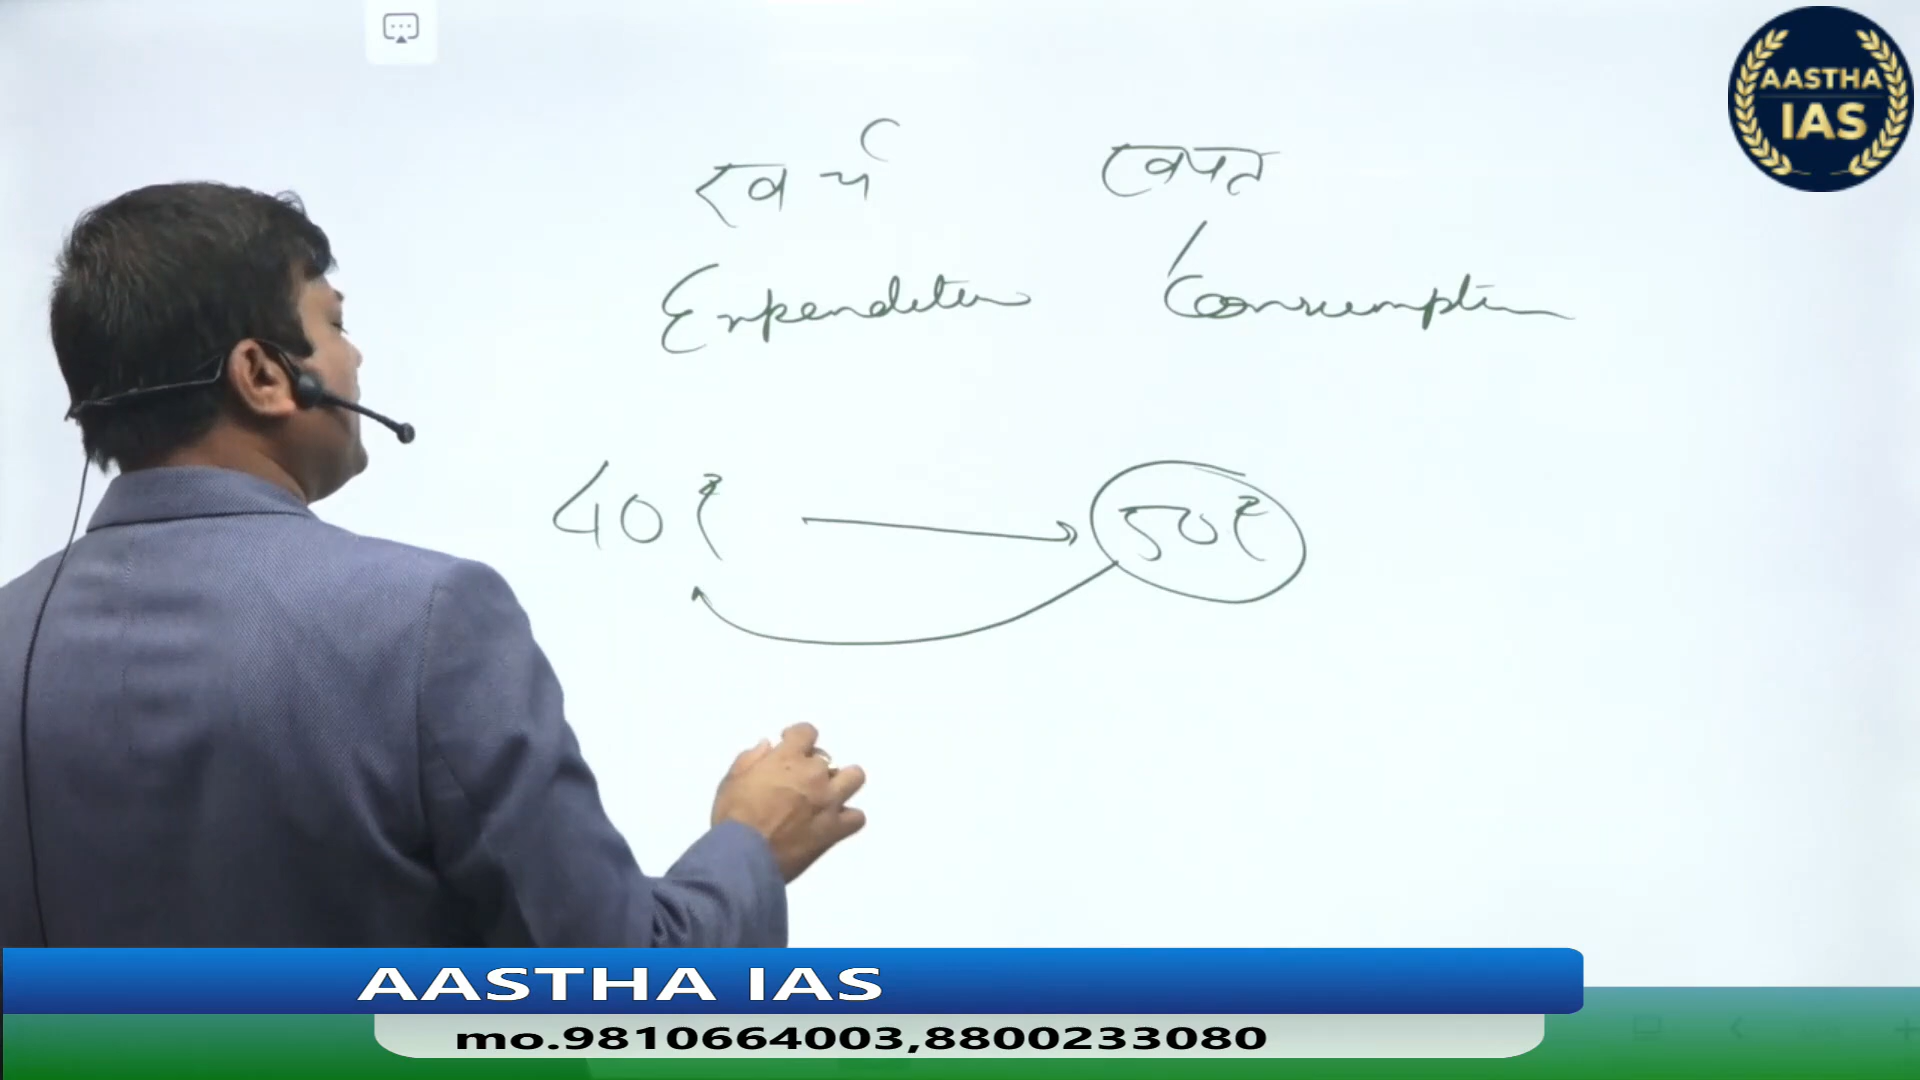 खर्च खपत
Expenditure Consumption
40₹ 50₹
AASTHA
IAS
AASTHA IAS
mo.9810664003,8800233080